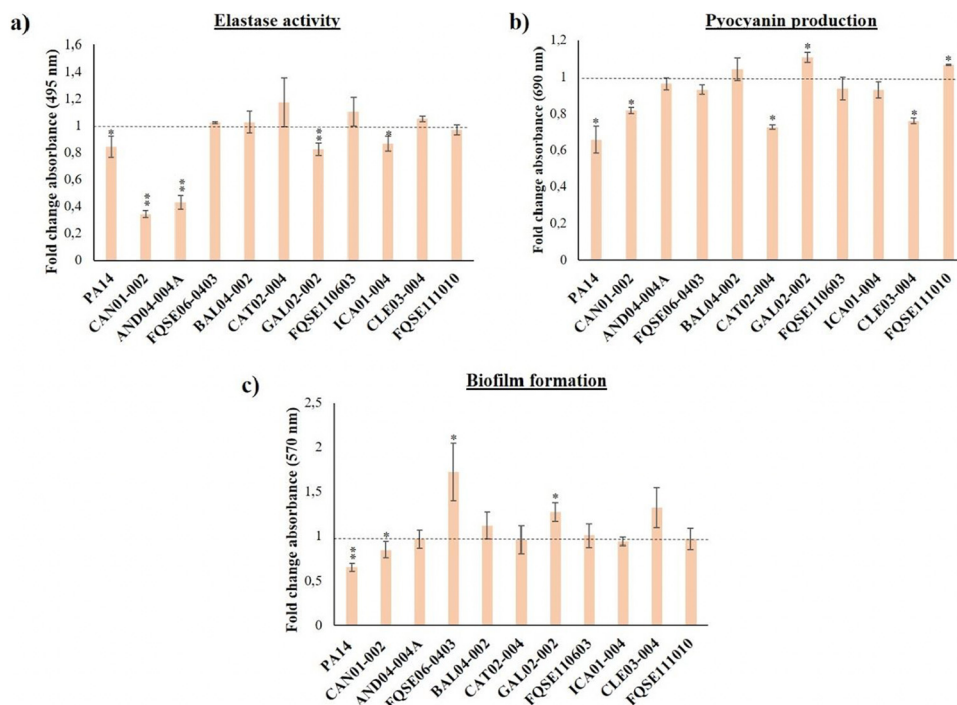 a)
Elastase activity
Fold change absorbance (495 nm)
1,6
1,4
1,2
1
0,8
0,6
0,4
0,2
0
*
**
**
**
*
PA14
CAN01-002
AND04-004A
FQSE06-0403
BAL04-002
CAT02-004
GAL02-002
FQSE110603
ICA01-004
CLE03-004
FQSE111010
b)
Pyocyanin production
Fold change absorbance (690 nm)
1,2
1
0,8
0,6
0,4
0,2
0
*
*
*
*
*
*
PA14
CAN01-002
AND04-004A
FQSE06-0403
BAL04-002
CAT02-004
GAL02-002
FQSE110603
ICA01-004
CLE03-004
FQSE111010
c)
Biofilm formation
Fold change absorbance (570 nm)
2,5
2
1,5
1
0,5
0
**
*
*
*
PA14
CAN01-002
AND04-004A
FQSE06-0403
BAL04-002
CAT02-004
GAL02-002
FQSE110603
ICA01-004
CLE03-004
FQSE111010